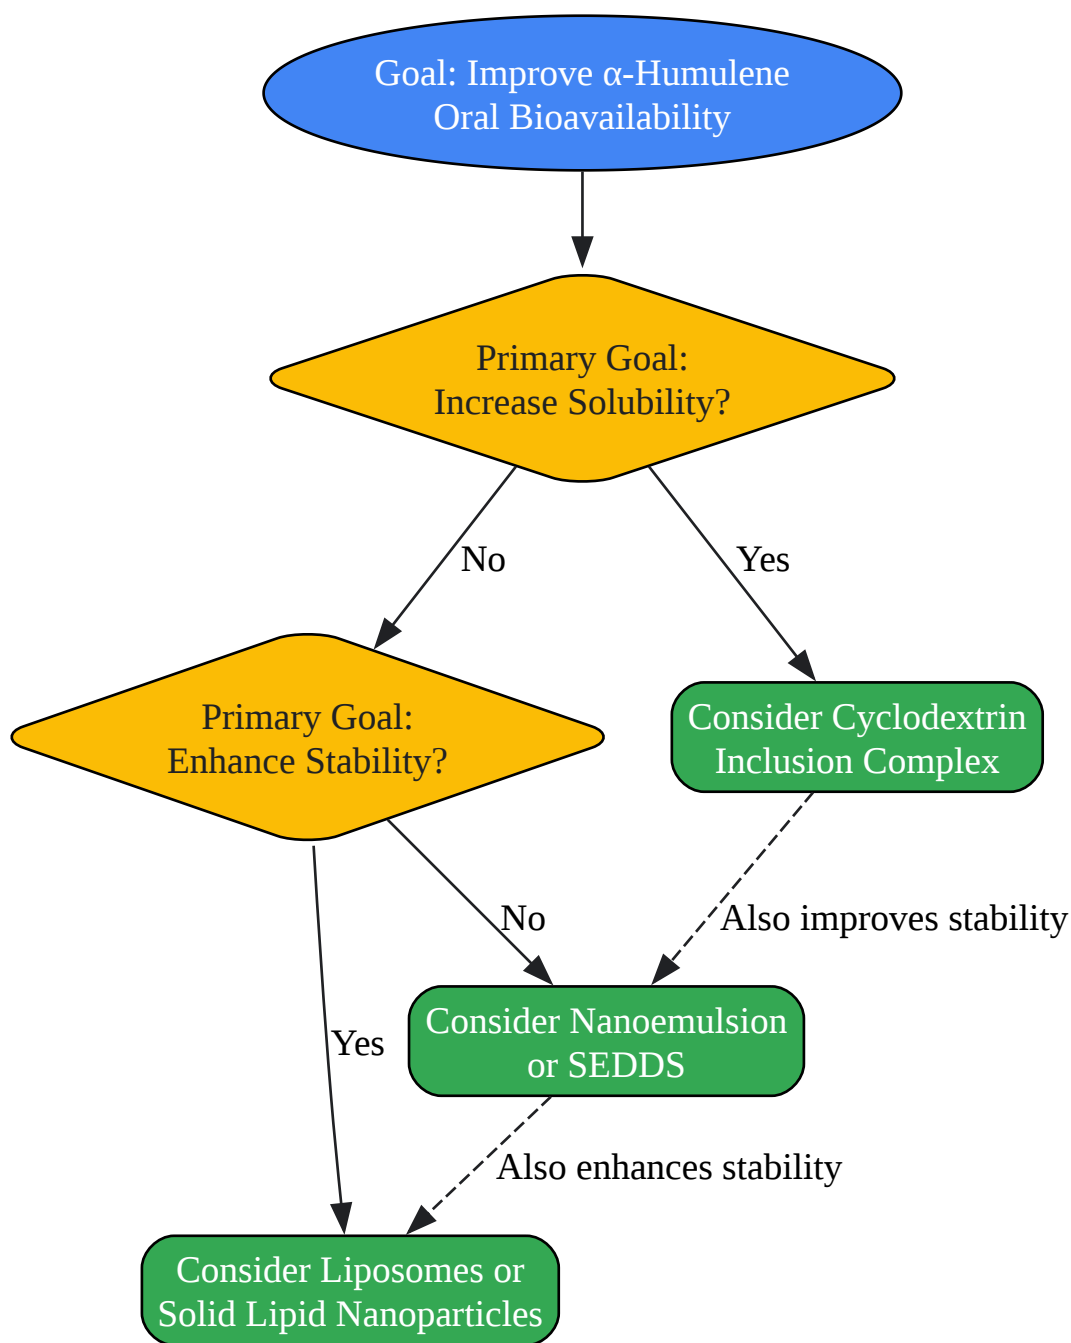 Goal: Improve α-Humulene
Oral Bioavailability
Primary Goal:
Increase Solubility?
No
Yes
Primary Goal:
Enhance Stability?
Consider Cyclodextrin
Inclusion Complex
No
Also improves stability
Yes
Consider Nanoemulsion
or SEDDS
Also enhances stability
Consider Liposomes or
Solid Lipid Nanoparticles